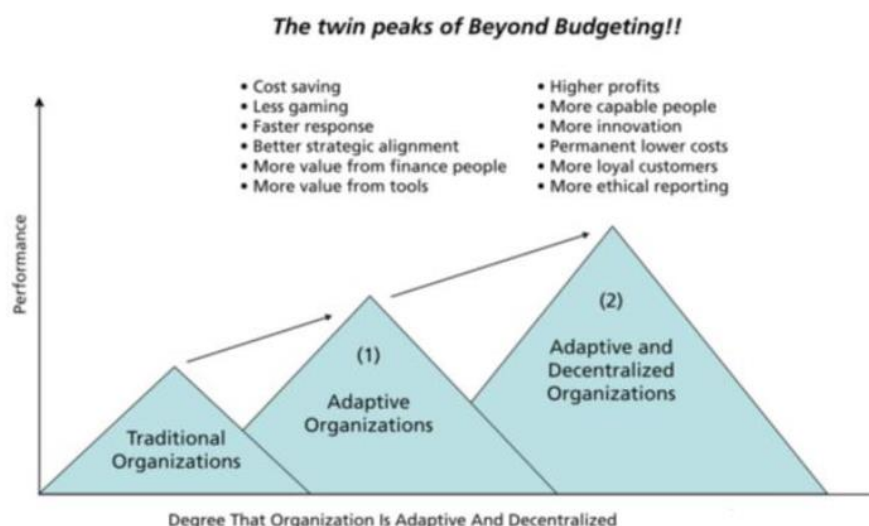 The twin peaks of Beyond Budgeting!!
• Cost saving
• Less gaming
• Faster response
• Better strategic alignment
• More value from finance people
• More value from tools
• Higher profits
• More capable people
• More innovation
• Permanent lower costs
• More loyal customers
• More ethical reporting
Performance
(1)
Adaptive
Organizations
(2)
Adaptive and
Decentralized
Organizations
Traditional
Organizations
Degree That Organization Is Adaptive And Decentralized